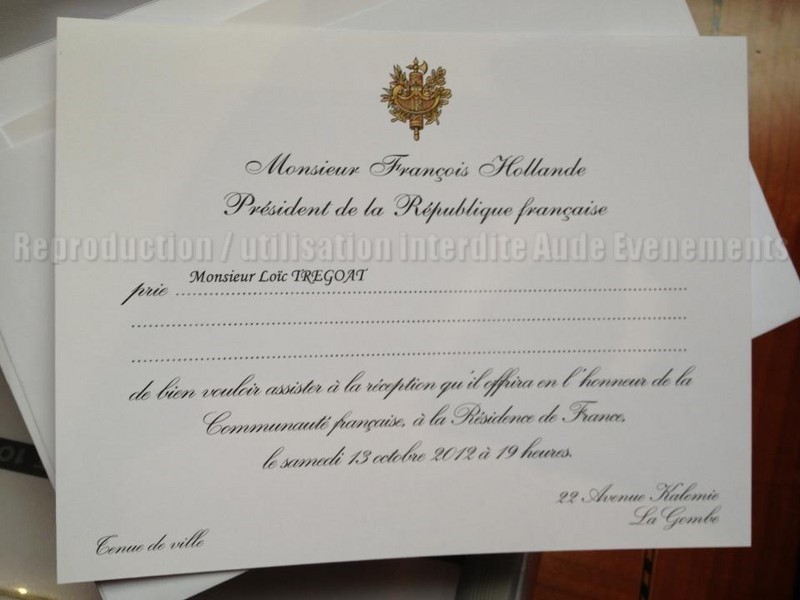 Monsieur François Hollande
Président de la République française
Reproduction / utilisation interdite Aude Evenements
Monsieur Loïc TREGOAT
prie ................................................
................................................
................................................
de bien vouloir assister à la réception qu'il offrira en l'honneur de la
Communauté française, à la Résidence de France,
le samedi 13 octobre 2012 à 19 heures.
22 Avenue Kalemie
La Gombe
Tenue de ville
10